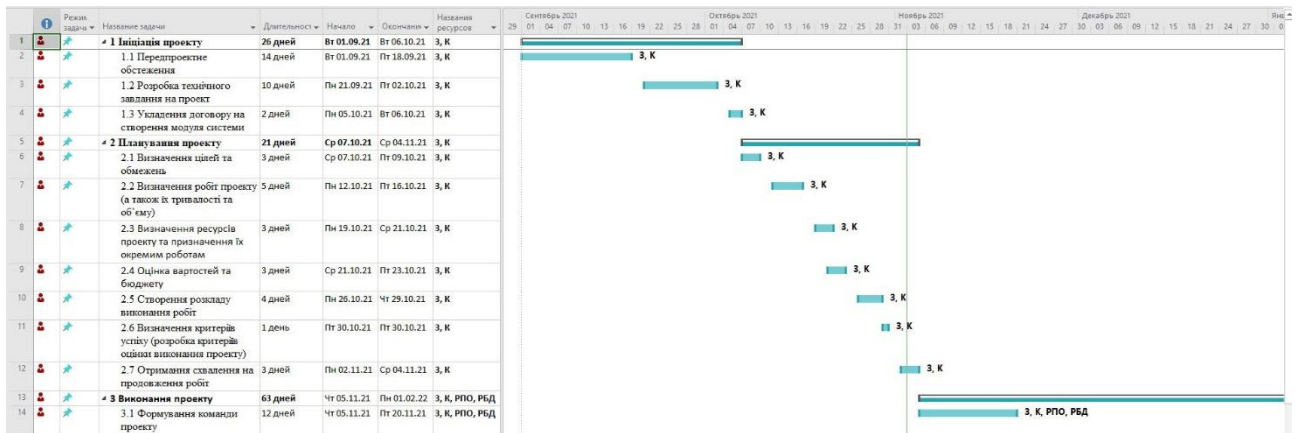 Режим задачь Название задачи Длительност Начало Окончание Названия ресурсов
29 Сентябрь 2021 01 04 07 10 13 16 19 22 25 28 Октябрь 2021 01 04 07 10 13 16 19 22 25 28 31 Ноябрь 2021 03 06 09 12 15 18 21 24 27 30 Декабрь 2021 03 06 09 12 15 18 21 24 27 30
1 1 Ініціація проекту 26 дней Вт 01.09.21 Вт 06.10.21 З, К
2 1.1 Передпроектне обстеження 14 дней Вт 01.09.21 Пт 18.09.21 З, К
З, К
3 1.2 Розробка технічного завдання на проект 10 дней Пн 21.09.21 Пт 02.10.21 З, К
З, К
4 1.3 Укладення договору на створення модуля системи 2 дней Пн 05.10.21 Вт 06.10.21 З, К
З, К
5 2 Планування проекту 21 дней Ср 07.10.21 Ср 04.11.21 З, К
6 2.1 Визначення цілей та обмежень 3 дней Ср 07.10.21 Пт 09.10.21 З, К
З, К
7 2.2 Визначення робіт проекту (а також їх тривалості та об'єму) 5 дней Пн 12.10.21 Пт 16.10.21 З, К
З, К
8 2.3 Визначення ресурсів проекту та призначення їх окремим роботам 3 дней Пн 19.10.21 Ср 21.10.21 З, К
З, К
9 2.4 Оцінка вартостей та бюджету 3 дней Ср 21.10.21 Пт 23.10.21 З, К
З, К
10 2.5 Створення розкладу виконання робіт 4 дней Пн 26.10.21 Чт 29.10.21 З, К
З, К
11 2.6 Визначення критеріїв успіху (розробка критеріїв оцінки виконання проекту) 1 день Пт 30.10.21 Пт 30.10.21 З, К
З, К
12 2.7 Отримання схвалення на продовження робіт 3 дней Пн 02.11.21 Ср 04.11.21 З, К
З, К
13 3 Виконання проекту 63 дней Чт 05.11.21 Пн 01.02.22 З, К, РПО, РБД
14 3.1 Формування команди проекту 12 дней Чт 05.11.21 Пт 20.11.21 З, К, РПО, РБД
З, К, РПО, РБД